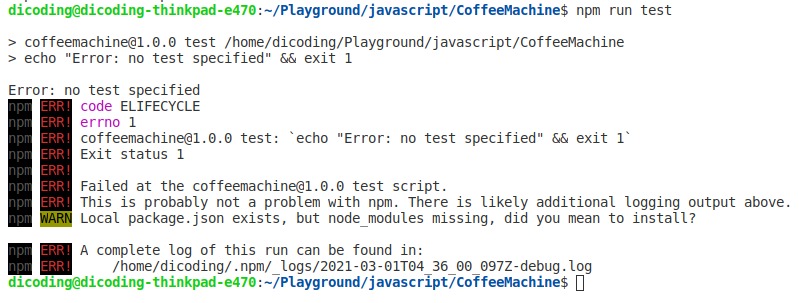 dicoding@dicoding-thinkpad-e470:~/Playground/javascript/CoffeeMachine$ npm run test
> coffeemachine@1.0.0 test /home/dicoding/Playground/javascript/CoffeeMachine
> echo "Error: no test specified" && exit 1
Error: no test specified
npm ERR! code ELIFECYCLE
npm ERR! errno 1
npm ERR! coffeemachine@1.0.0 test: `echo "Error: no test specified" && exit 1`
npm ERR! Exit status 1
npm ERR!
npm ERR! Failed at the coffeemachine@1.0.0 test script.
npm ERR! This is probably not a problem with npm. There is likely additional logging output above.
npm WARN Local package.json exists, but node_modules missing, did you mean to install?
npm ERR! A complete log of this run can be found in:
npm ERR!     /home/dicoding/.npm/_logs/2021-03-01T04_36_00_097Z-debug.log
dicoding@dicoding-thinkpad-e470:~/Playground/javascript/CoffeeMachine$